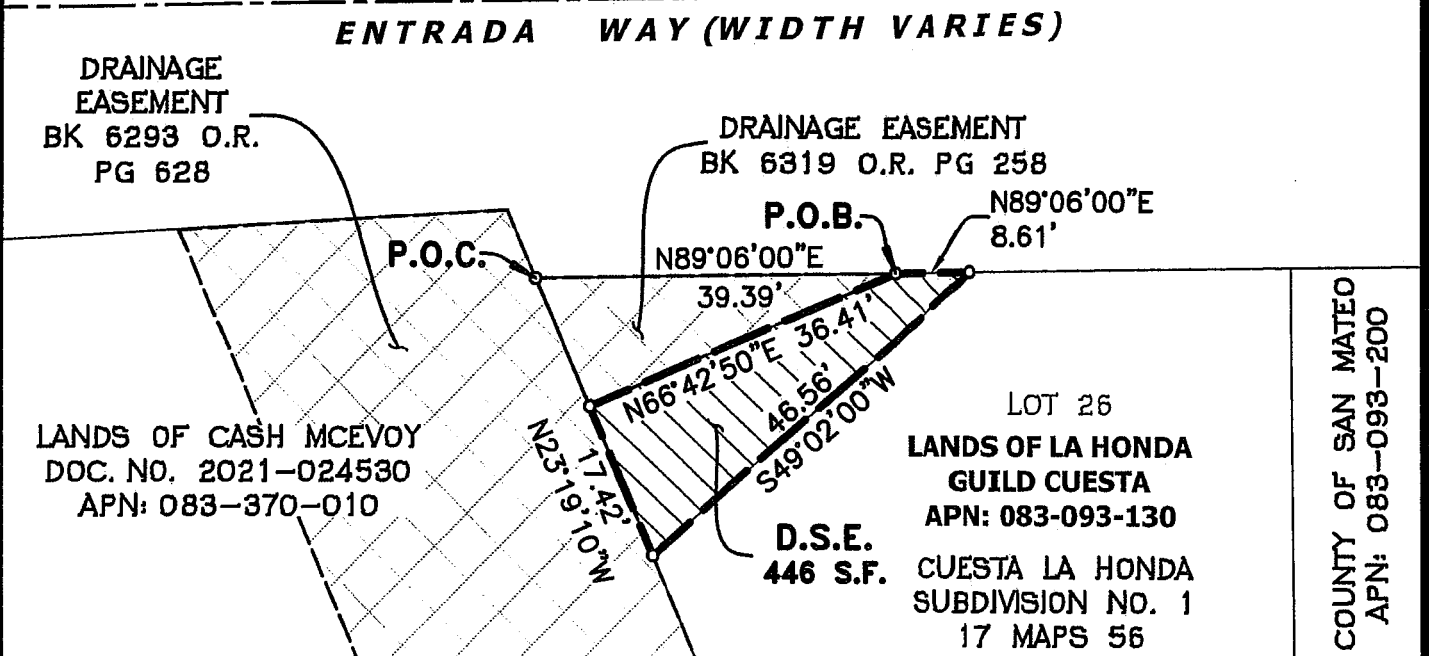 ENTRADA WAY (WIDTH VARIES)
DRAINAGE
EASEMENT
BK 6293 O.R.
PG 628
DRAINAGE EASEMENT
BK 6319 O.R. PG 258
P.O.B.
N89°06'00"E
8.61'
P.O.C.
N89°06'00"E
39.39'
N66°42'50"E 36.41'
46.56'
S49°02'00"W
17.42'
N23°19'10"W
LANDS OF CASH MCEVOY
DOC. NO. 2021-024530
APN: 083-370-010
D.S.E.
446 S.F.
LOT 26
LANDS OF LA HONDA
GUILD CUESTA
APN: 083-093-130
CUESTA LA HONDA
SUBDIVISION NO. 1
17 MAPS 56
COUNTY OF SAN MATEO
APN: 083-093-200